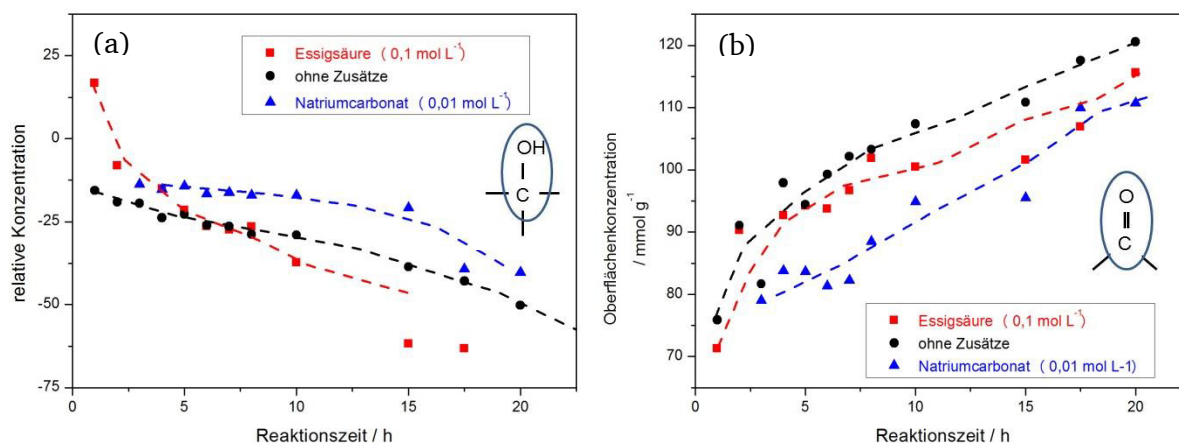 (a)
25
0
-25
-50
-75
relative Konzentration
Essigsäure ( 0,1 mol L⁻¹)
ohne Zusätze
Natriumcarbonat ( 0,01 mol L⁻¹)
OH
C
0
5
10
15
20
Reaktionszeit / h
(b)
120
110
100
90
80
70
Oberflächenkonzentration
/ mmol g⁻¹
O
C
Essigsäure ( 0,1 mol L⁻¹)
ohne Zusätze
Natriumcarbonat ( 0,01 mol L-1)
0
5
10
15
20
Reaktionszeit / h